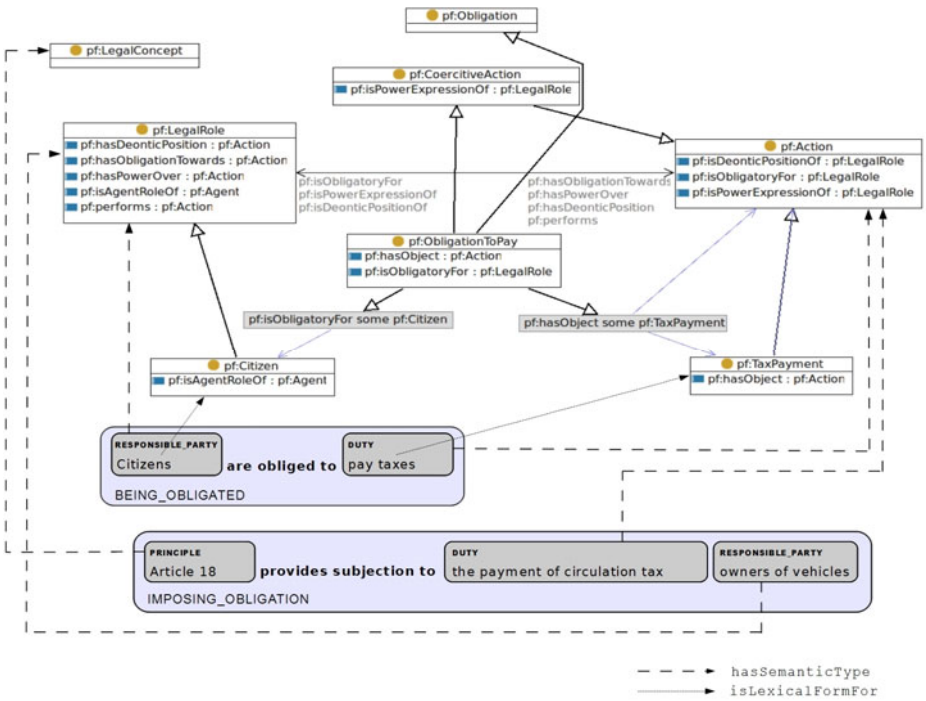 pf:Obligation
pf:LegalConcept
pf:CoercitiveAction
pf:isPowerExpressionOf : pf:LegalRole
pf:LegalRole
pf:hasDeonticPosition : pf:Action
pf:hasObligationTowards : pf:Action
pf:hasPowerOver : pf:Action
pf:isAgentRoleOf : pf:Agent
pf:performs : pf:Action
pf:Action
pf:isDeonticPositionOf : pf:LegalRole
pf:isObligatoryFor : pf:LegalRole
pf:isPowerExpressionOf : pf:LegalRole
pf:isObligatoryFor
pf:isPowerExpressionOf
pf:isDeonticPositionOf
pf:hasObligationTowards
pf:hasPowerOver
pf:hasDeonticPosition
pf:performs
pf:ObligationToPay
pf:hasObject : pf:Action
pf:isObligatoryFor : pf:LegalRole
pf:isObligatoryFor some pf:Citizen
pf:hasObject some pf:TaxPayment
pf:Citizen
pf:isAgentRoleOf : pf:Agent
pf:TaxPayment
pf:hasObject : pf:Action
RESPONSIBLE_PARTY
Citizens
are obliged to
DUTY
pay taxes
BEING_OBLIGATED
PRINCIPLE
Article 18
provides subjection to
DUTY
the payment of circulation tax
RESPONSIBLE_PARTY
owners of vehicles
IMPOSING_OBLIGATION
hasSemanticType
isLexicalFormFor